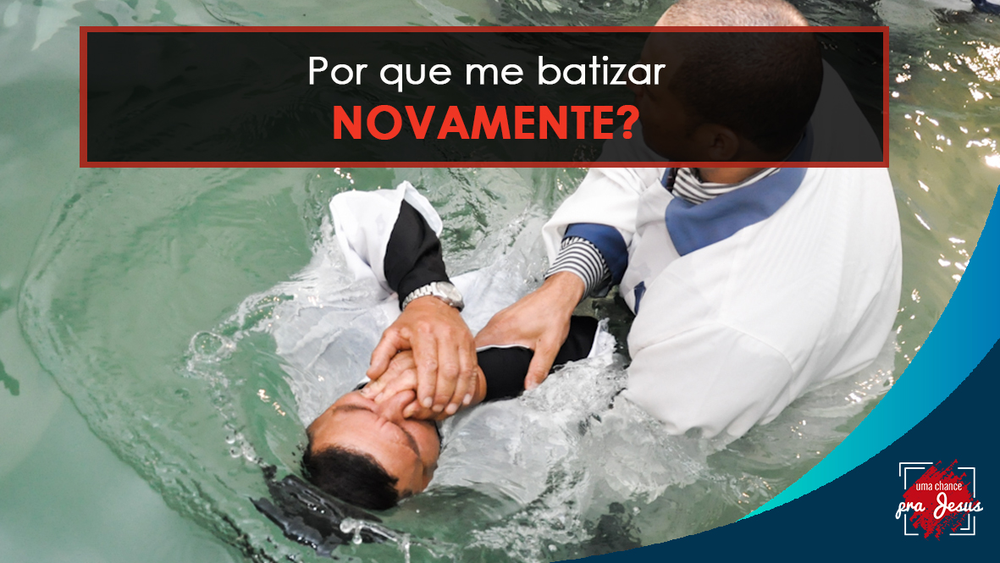 Por que me batizar
NOVAMENTE?
uma chance
pra Jesus